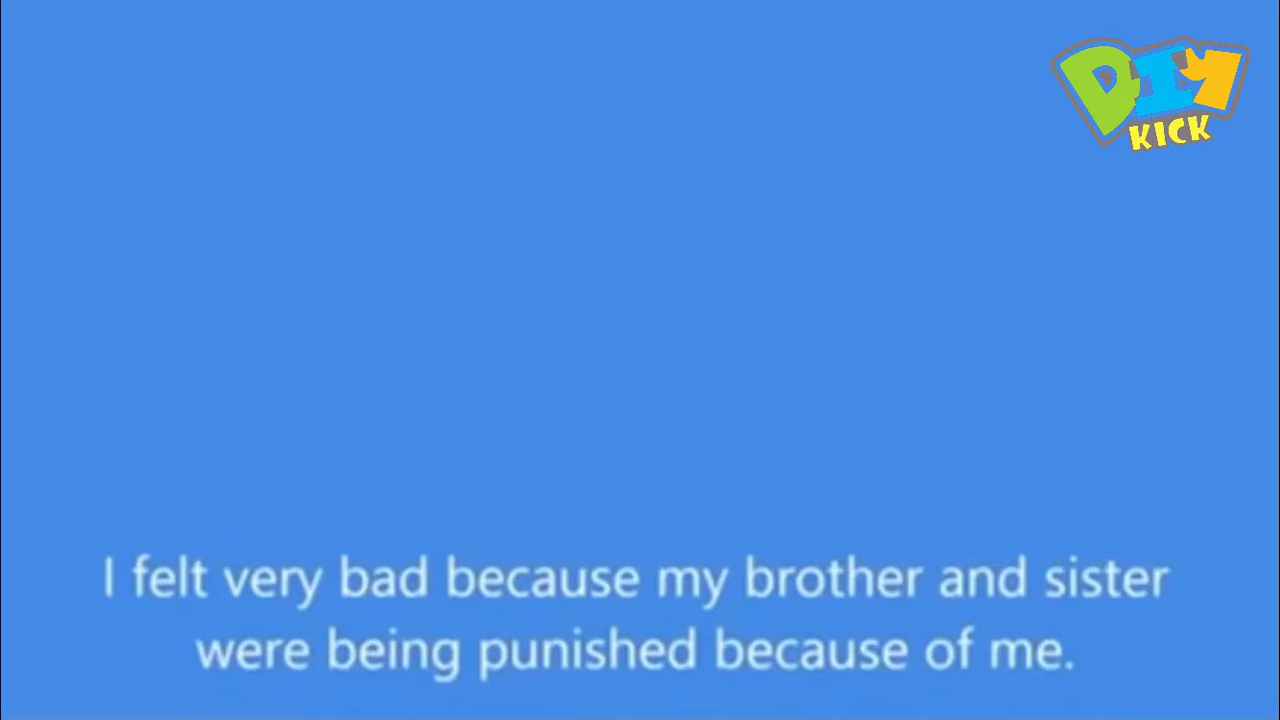 DIY
KICK
I felt very bad because my brother and sister
were being punished because of me.